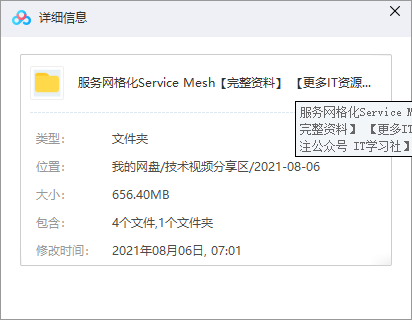 详细信息
服务网格化Service Mesh【完整资料】 【更多IT资源...
服务网格化Service M
完整资料】 【更多IT
注公众号 IT学习社】
类型： 文件夹
位置： 我的网盘/技术视频分享区/2021-08-06
大小： 656.40MB
包含： 4个文件,1个文件夹
修改时间： 2021年08月06日, 07:01